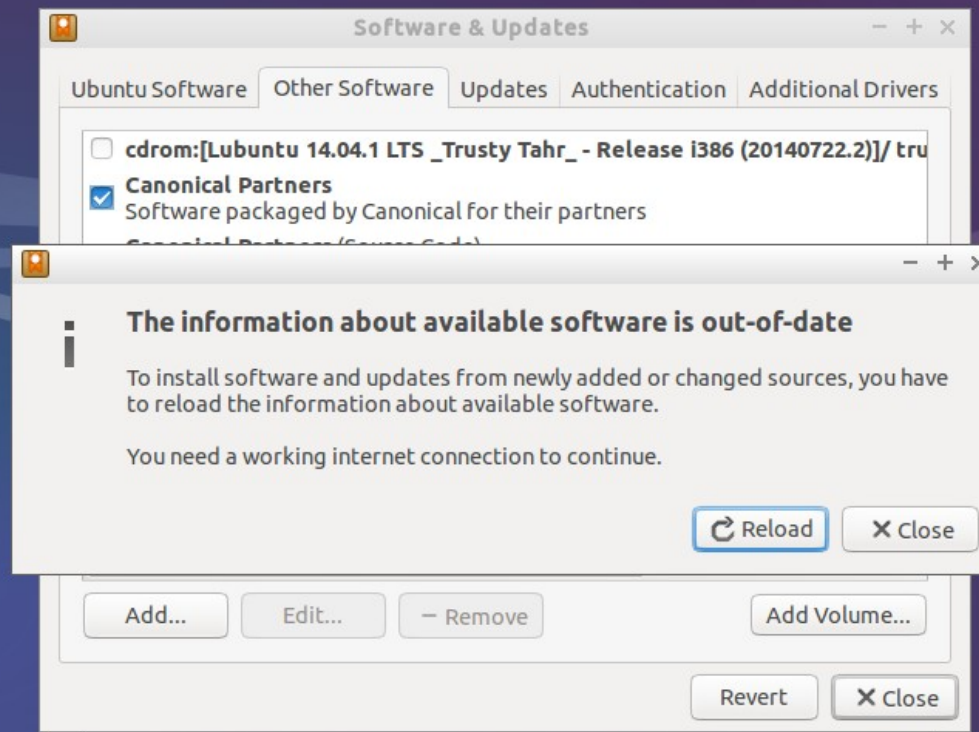 Software & Updates
Ubuntu Software Other Software Updates Authentication Additional Drivers
cdrom:[Lubuntu 14.04.1 LTS _Trusty Tahr_ - Release i386 (20140722.2)]/ tru
Canonical Partners
Software packaged by Canonical for their partners
Canonical Partners (Source Code)
The information about available software is out-of-date
To install software and updates from newly added or changed sources, you have
to reload the information about available software.
You need a working internet connection to continue.
Reload Close
Add... Edit... Remove Add Volume...
Revert Close